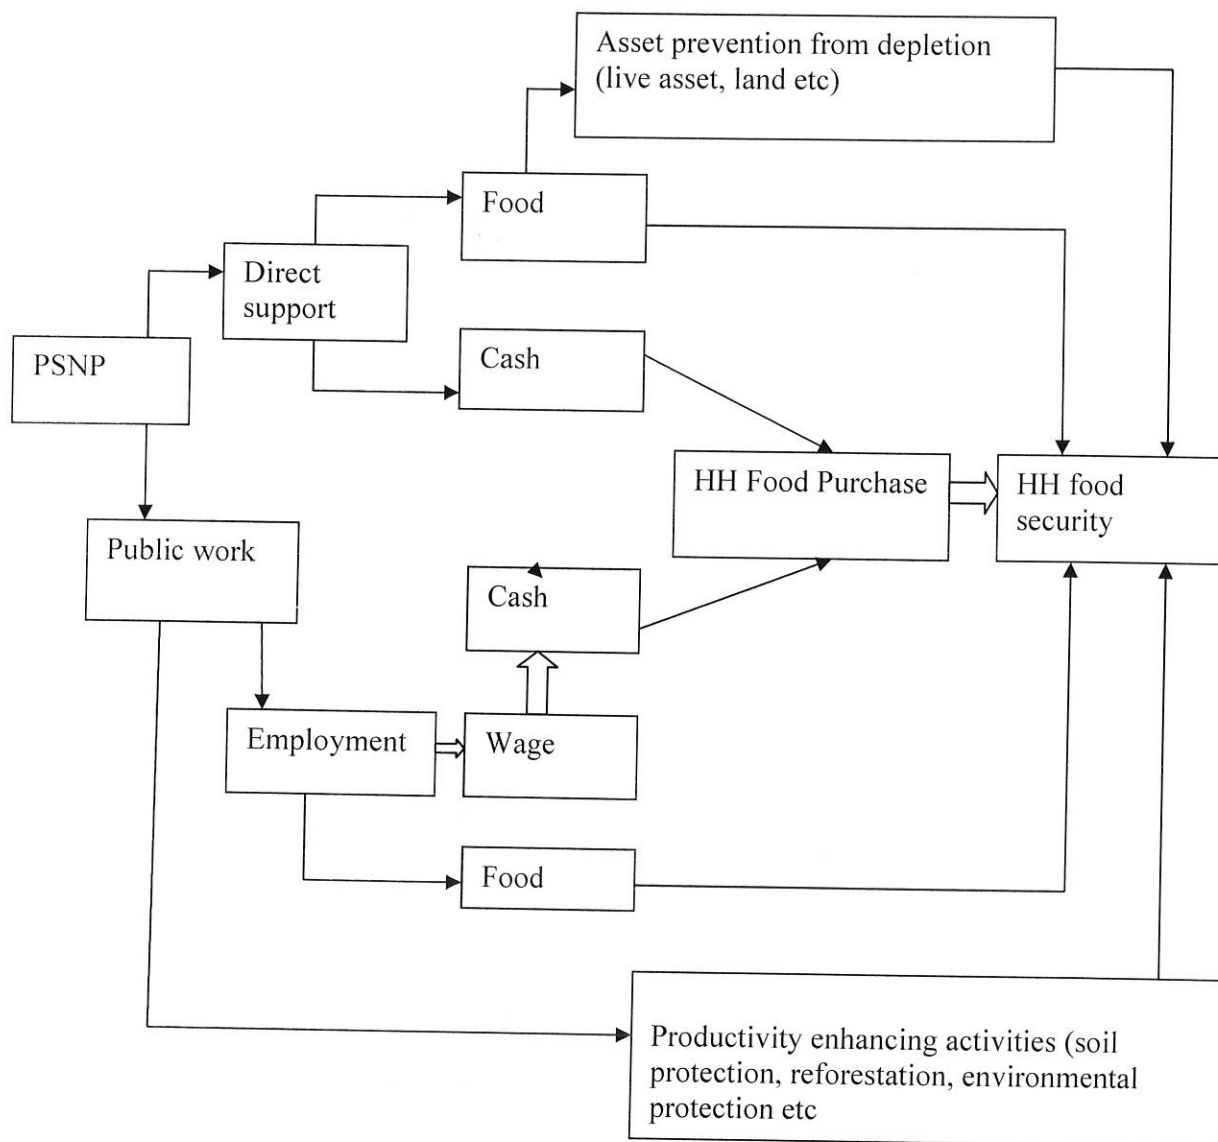 Asset prevention from depletion
(live asset, land etc)
Food
Direct
support
Cash
PSNP
HH Food Purchase
HH food
security
Public work
Cash
Employment
Wage
Food
Productivity enhancing activities (soil
protection, reforestation, environmental
protection etc